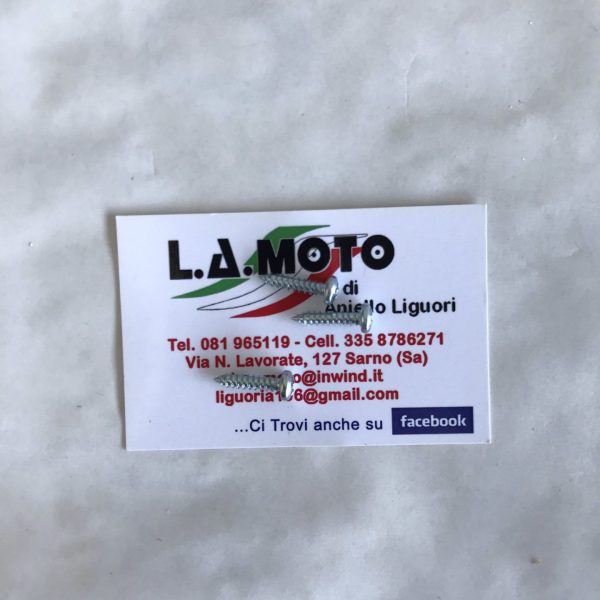 L.A.MOTO
di
Aniello Liguori
Tel. 081 965119 - Cell. 335 8786271
Via N. Lavorate, 127 Sarno (Sa)
@inwind.it
@gmail.com
...Ci Trovi anche su facebook